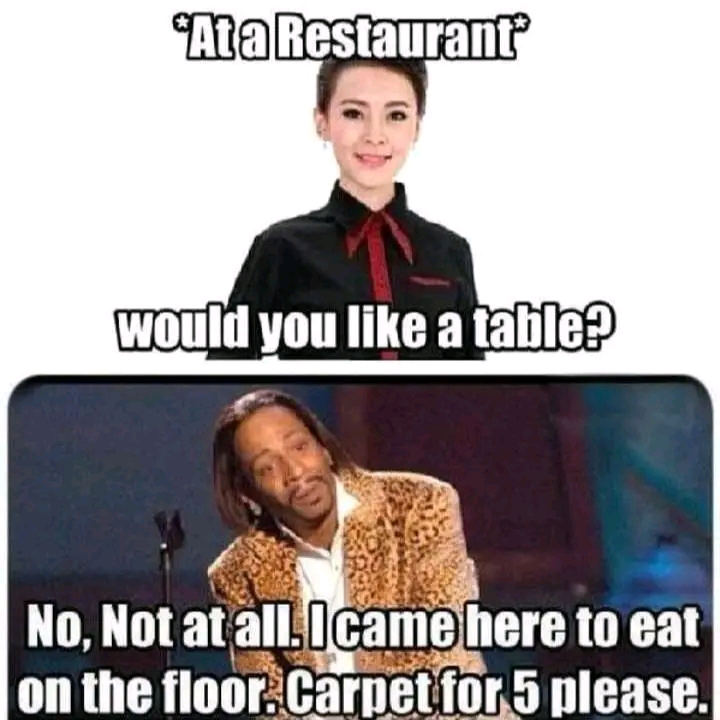 *At a Restaurant*
would you like a table?
No, Not at all. I came here to eat
on the floor. Carpet for 5 please.